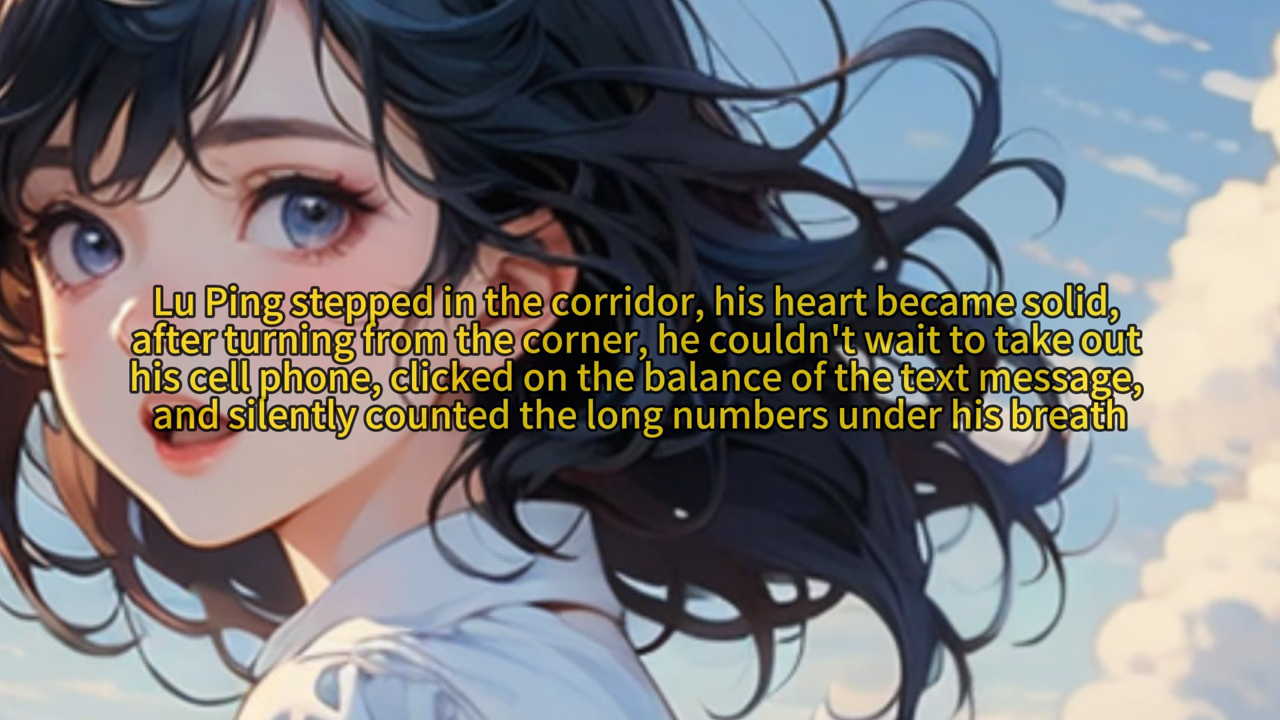 Lu Ping stepped in the corridor, his heart became solid,
after turning from the corner, he couldn't wait to take out
his cell phone, clicked on the balance of the text message,
and silently counted the long numbers under his breath